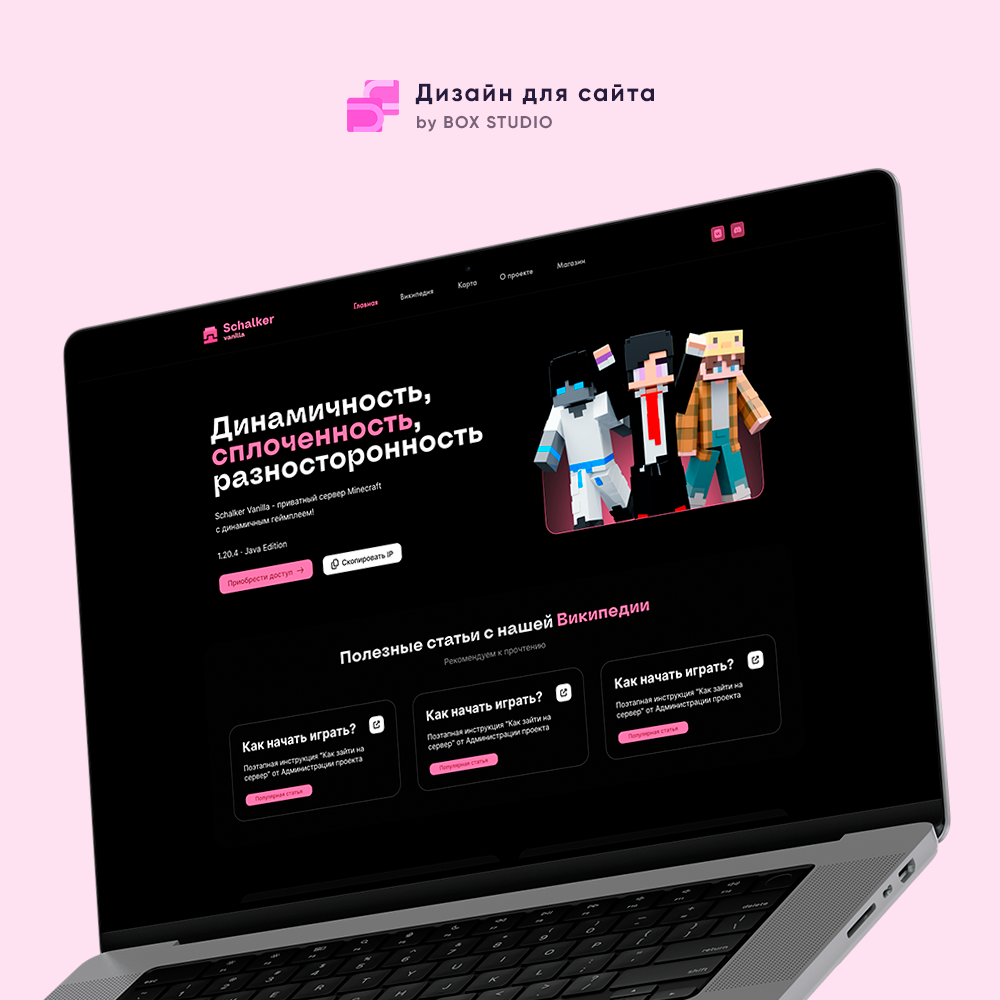 Дизайн для сайта
by BOX STUDIO
Schalker
vanilla
Главная
Википедия
Карта
О проекте
Магазин
Динамичность,
сплоченность,
разносторонность
Schalker Vanilla - приватный сервер Minecraft
с динамичным геймплеем!
1.20.4 - Java Edition
Приобрести доступ
Скопировать IP
Полезные статьи с нашей Википедии
Рекомендуем к прочтению
Как начать играть?
Поэтапная инструкция "Как зайти на
сервер" от Администрации проекта
Популярная статья
Как начать играть?
Поэтапная инструкция "Как зайти на
сервер" от Администрации проекта
Популярная статья
Как начать играть?
Поэтапная инструкция "Как зайти на
сервер" от Администрации проекта
Популярная статья
delete
return
shift